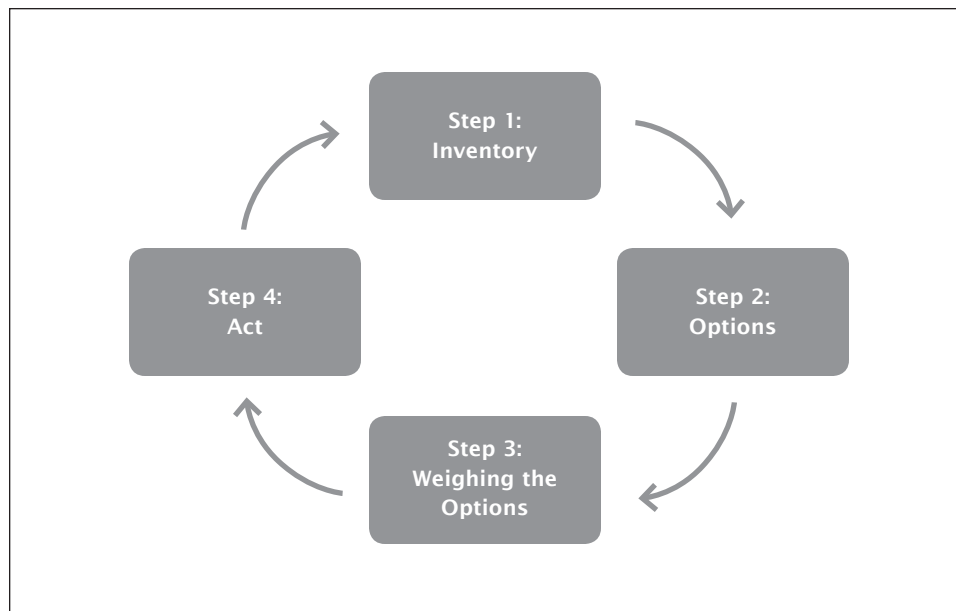 Step 1:
Inventory
Step 2:
Options
Step 3:
Weighing the
Options
Step 4:
Act